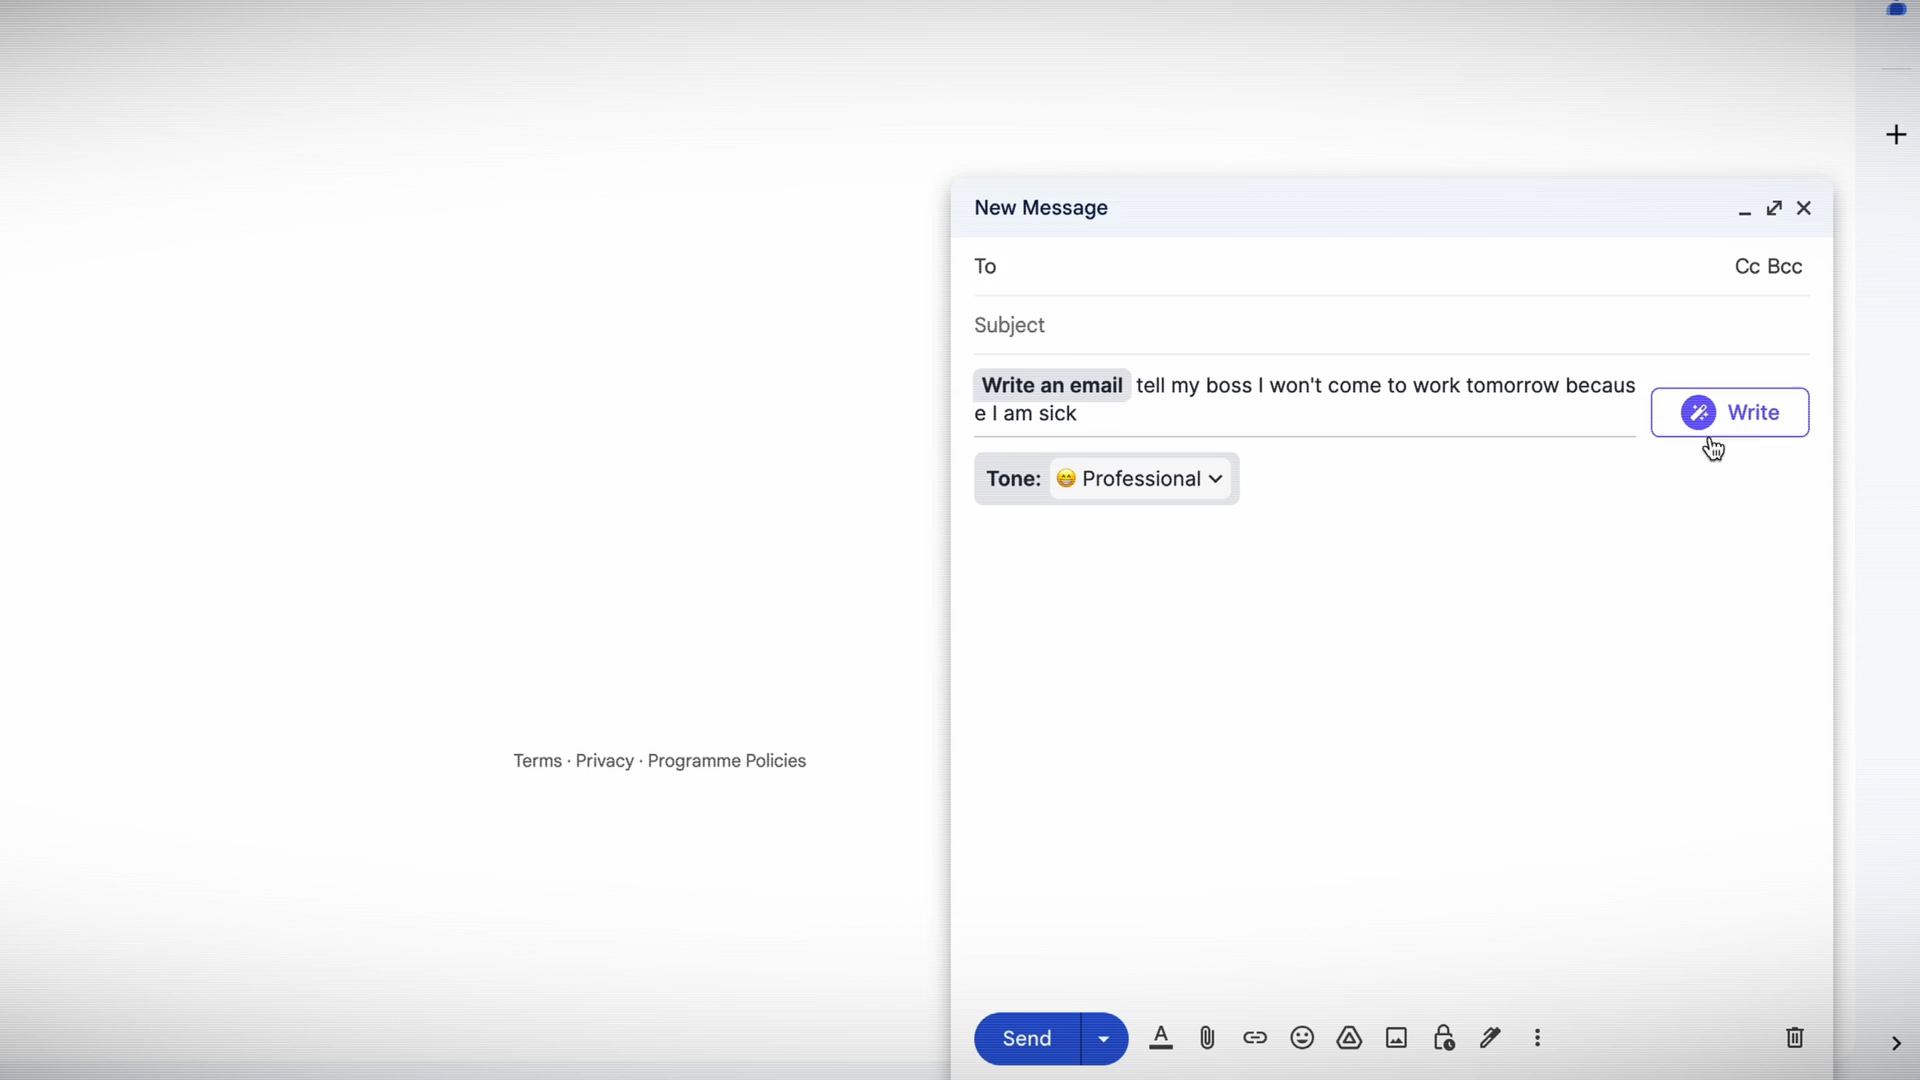 New Message
To
Cc Bcc
Subject
Write an email tell my boss I won't come to work tomorrow becaus
e I am sick
Write
Tone: 😁 Professional
Terms · Privacy · Programme Policies
Send